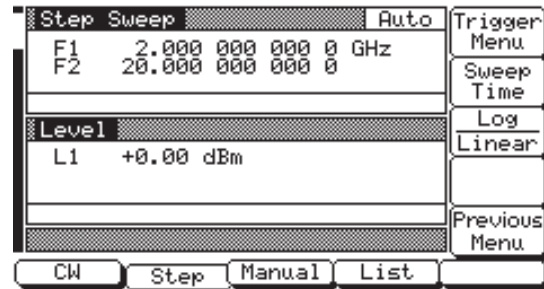 Step Sweep Auto
F1 2.000 000 000 0 GHz
F2 20.000 000 000 0
Level
L1 +0.00 dBm
Trigger
Menu
Sweep
Time
Log
Linear
Previous
Menu
CW Step Manual List